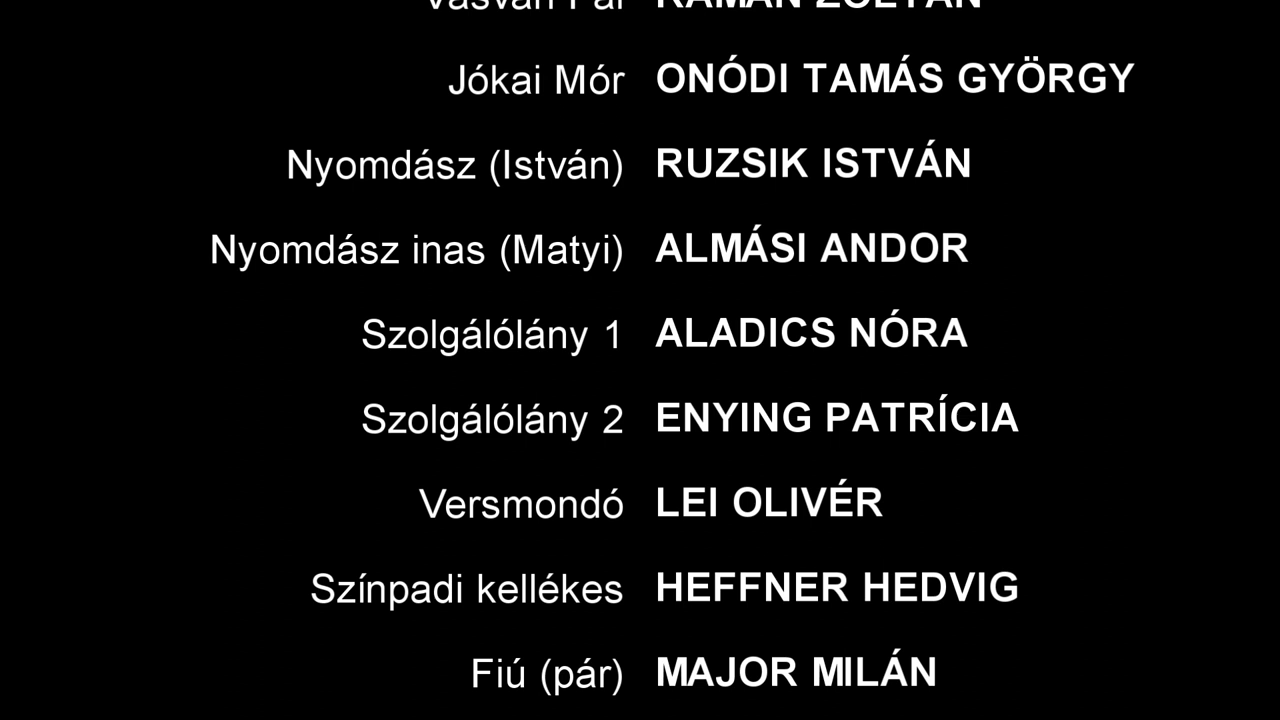 Jókai Mór ONÓDI TAMÁS GYÖRGY
Nyomdász (István) RUZSIK ISTVÁN
Nyomdász inas (Matyi) ALMÁSI ANDOR
Szolgálólány 1 ALADICS NÓRA
Szolgálólány 2 ENYING PATRÍCIA
Versmondó LEI OLIVÉR
Színpadi kellékes HEFFNER HEDVIG
Fiú (pár) MAJOR MILÁN